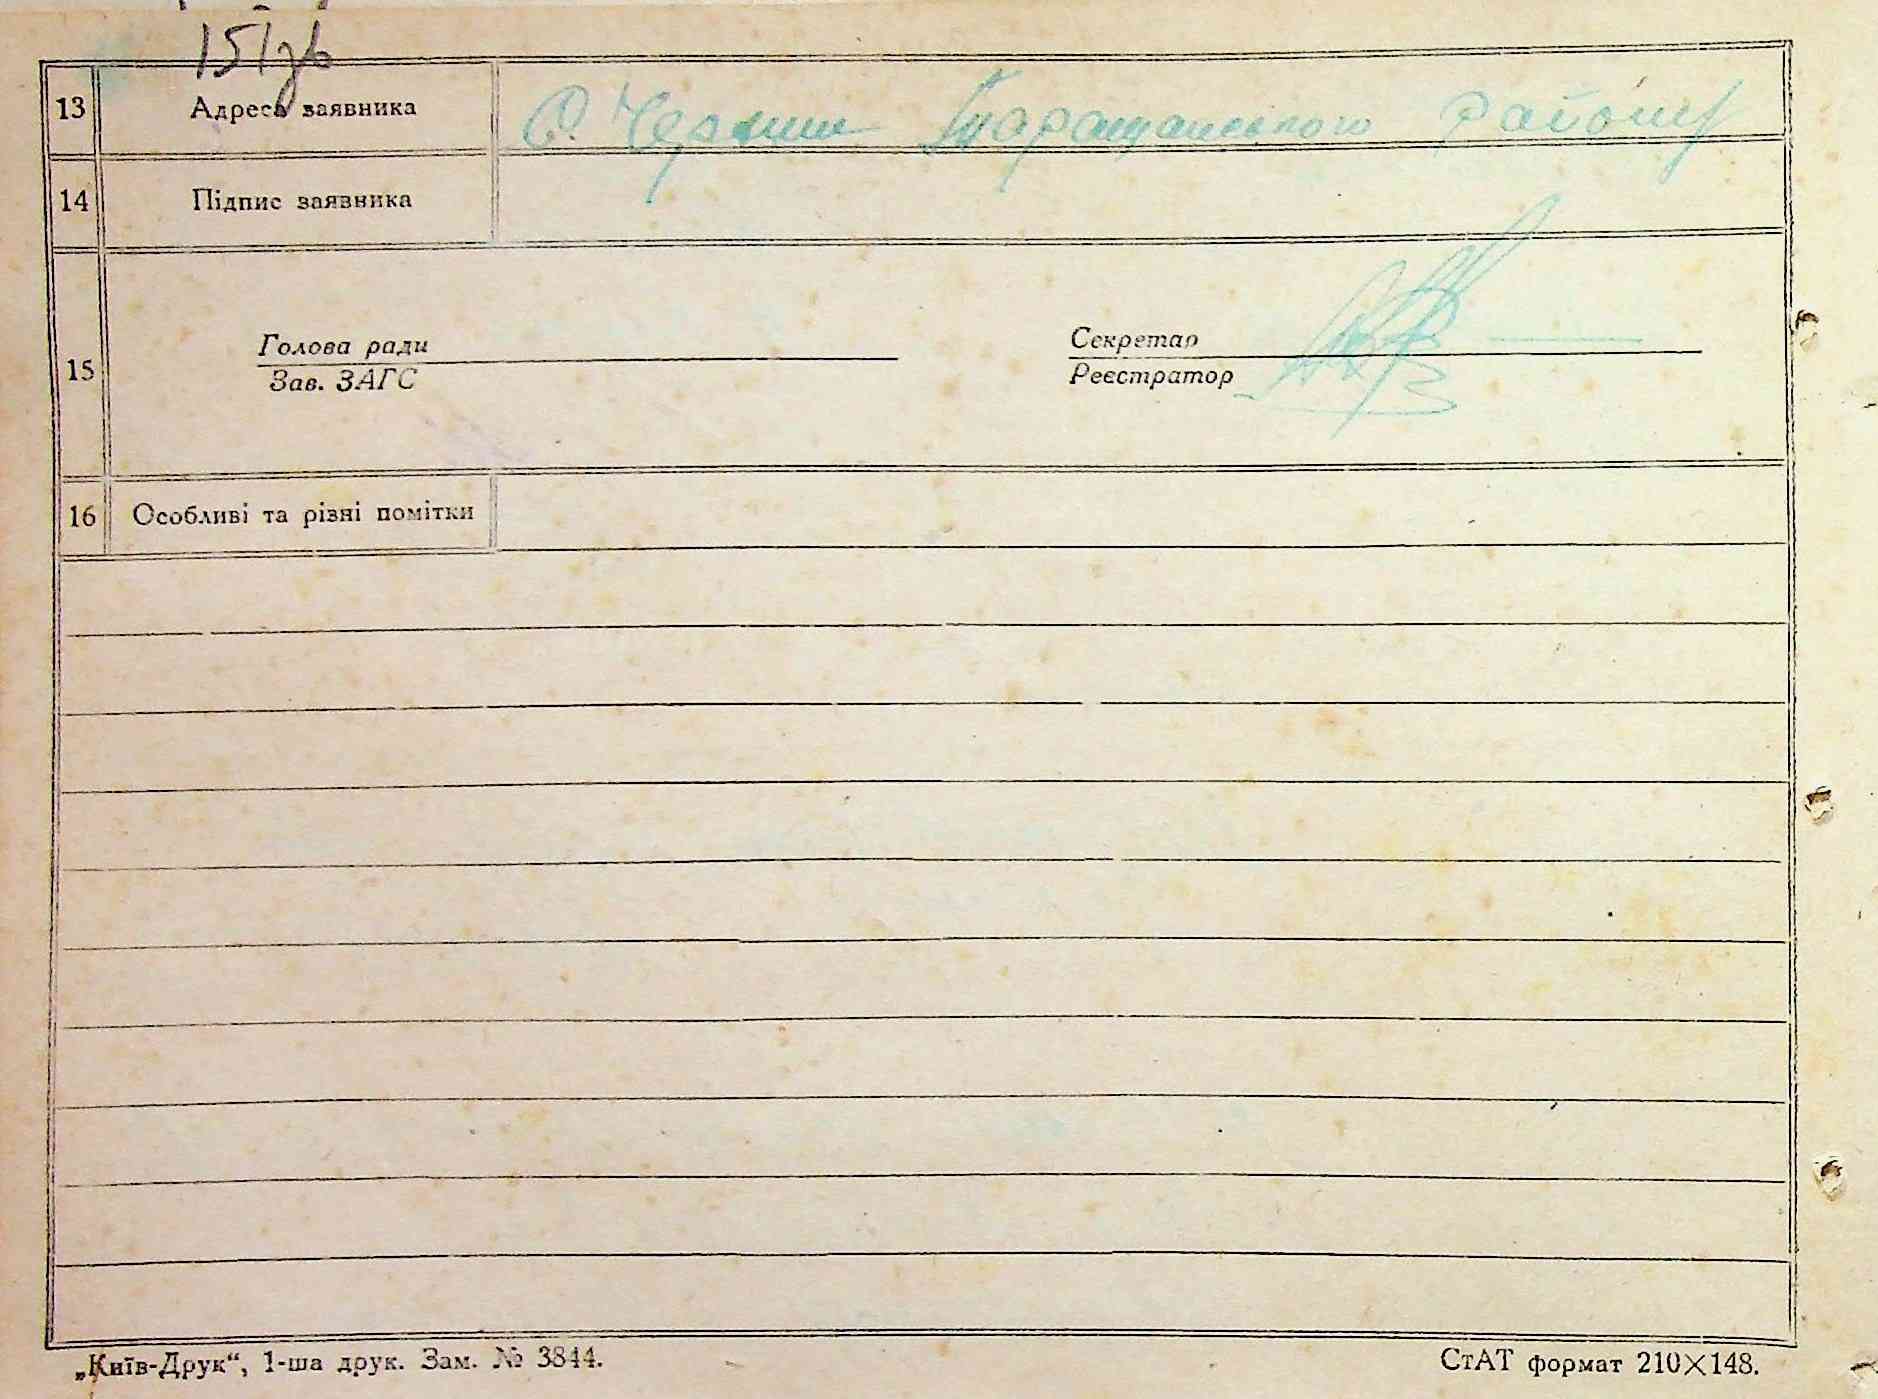 151зв
13 Адреса заявника С. Черкин Таращанського району
14 Підпис заявника
15
Голова ради Секретар
Зав. ЗАГС Реєстратор
16 Особливі та різні помітки
„Київ-Друк“, 1-ша друк. Зам. № 3844. СтАТ формат 210×148.